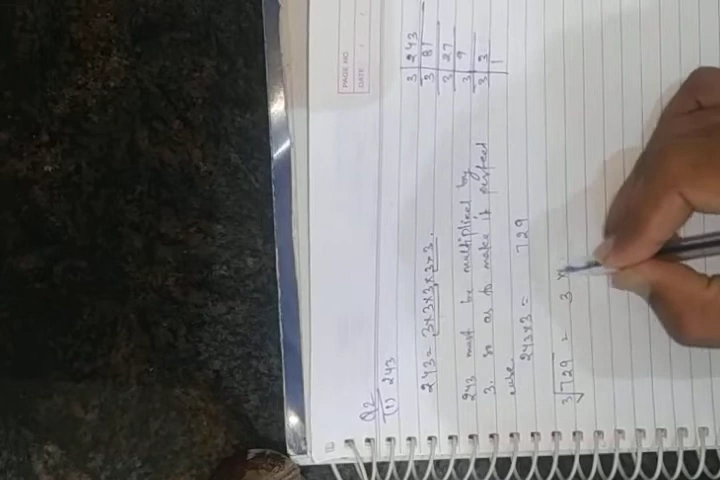 PAGE NO
DATE
Q2
(1) 243
3 243
3 81
3 27
3 9
3 3
1
243 = 3×3×3×3×3.
243 must be multiplied by
3. so as to make it perfect
cube.
243×3 = 729
3√729 = 3 ×